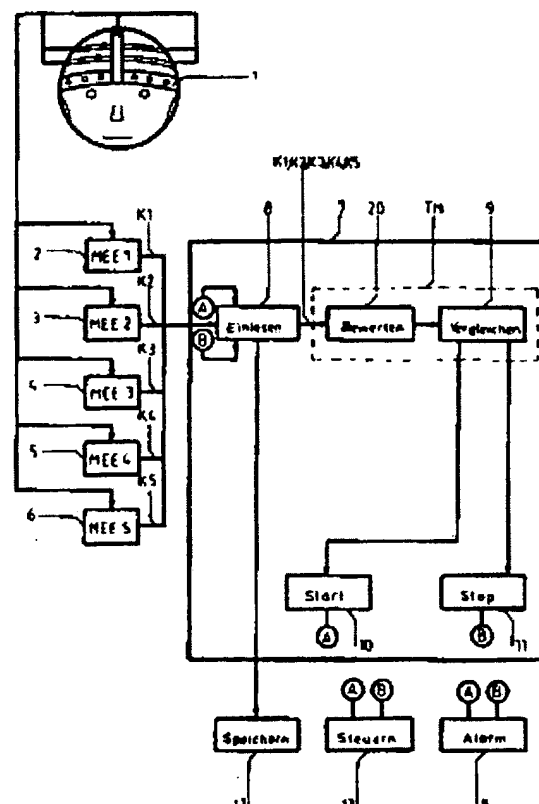 1
K1/K2/K3/K4/K5
8
7
20
TM
9
K1
2
MEE 1
K2
A
3
MEE 2
Einlesen
Bewerten
Vergleichen
B
K3
4
MEE 3
K4
5
MEE 4
K5
6
MEE 5
Start
Stop
A
10
B
11
A
B
A
B
Speichern
Steuern
Alarm